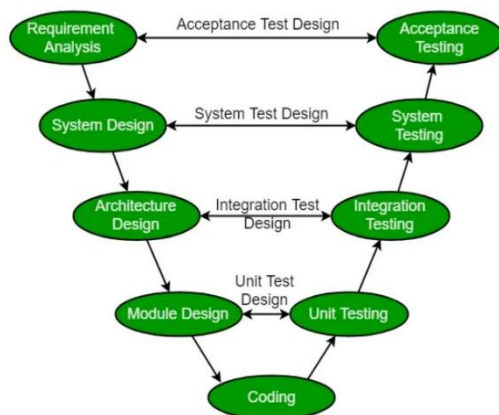 Requirement
Analysis
Acceptance Test Design
Acceptance
Testing
System Design
System Test Design
System
Testing
Architecture
Design
Integration Test
Design
Integration
Testing
Module Design
Unit Test
Design
Unit Testing
Coding